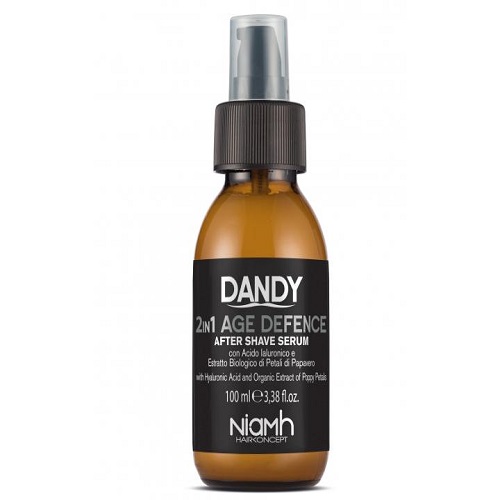 DANDY
2in1 AGE DEFENCE
AFTER SHAVE SERUM
con Acido Ialuronico e
Estratto Biologico di Petali di Papavero
with Hyaluronic Acid and Organic Extract of Poppy Petals
100 ml ℮ 3,38 fl.oz.
Niamh
HAIRKONCEPT